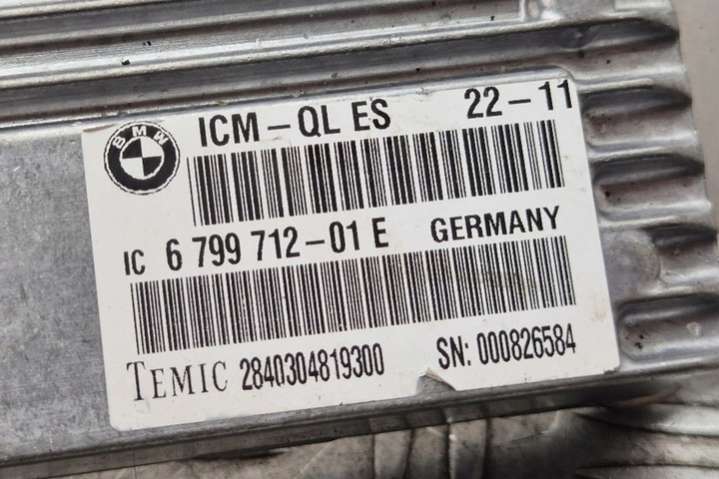 BMW
ICM-QL ES 22-11
IC 6 799 712-01 E GERMANY
TEMIC 2840304819300 SN: 000826584